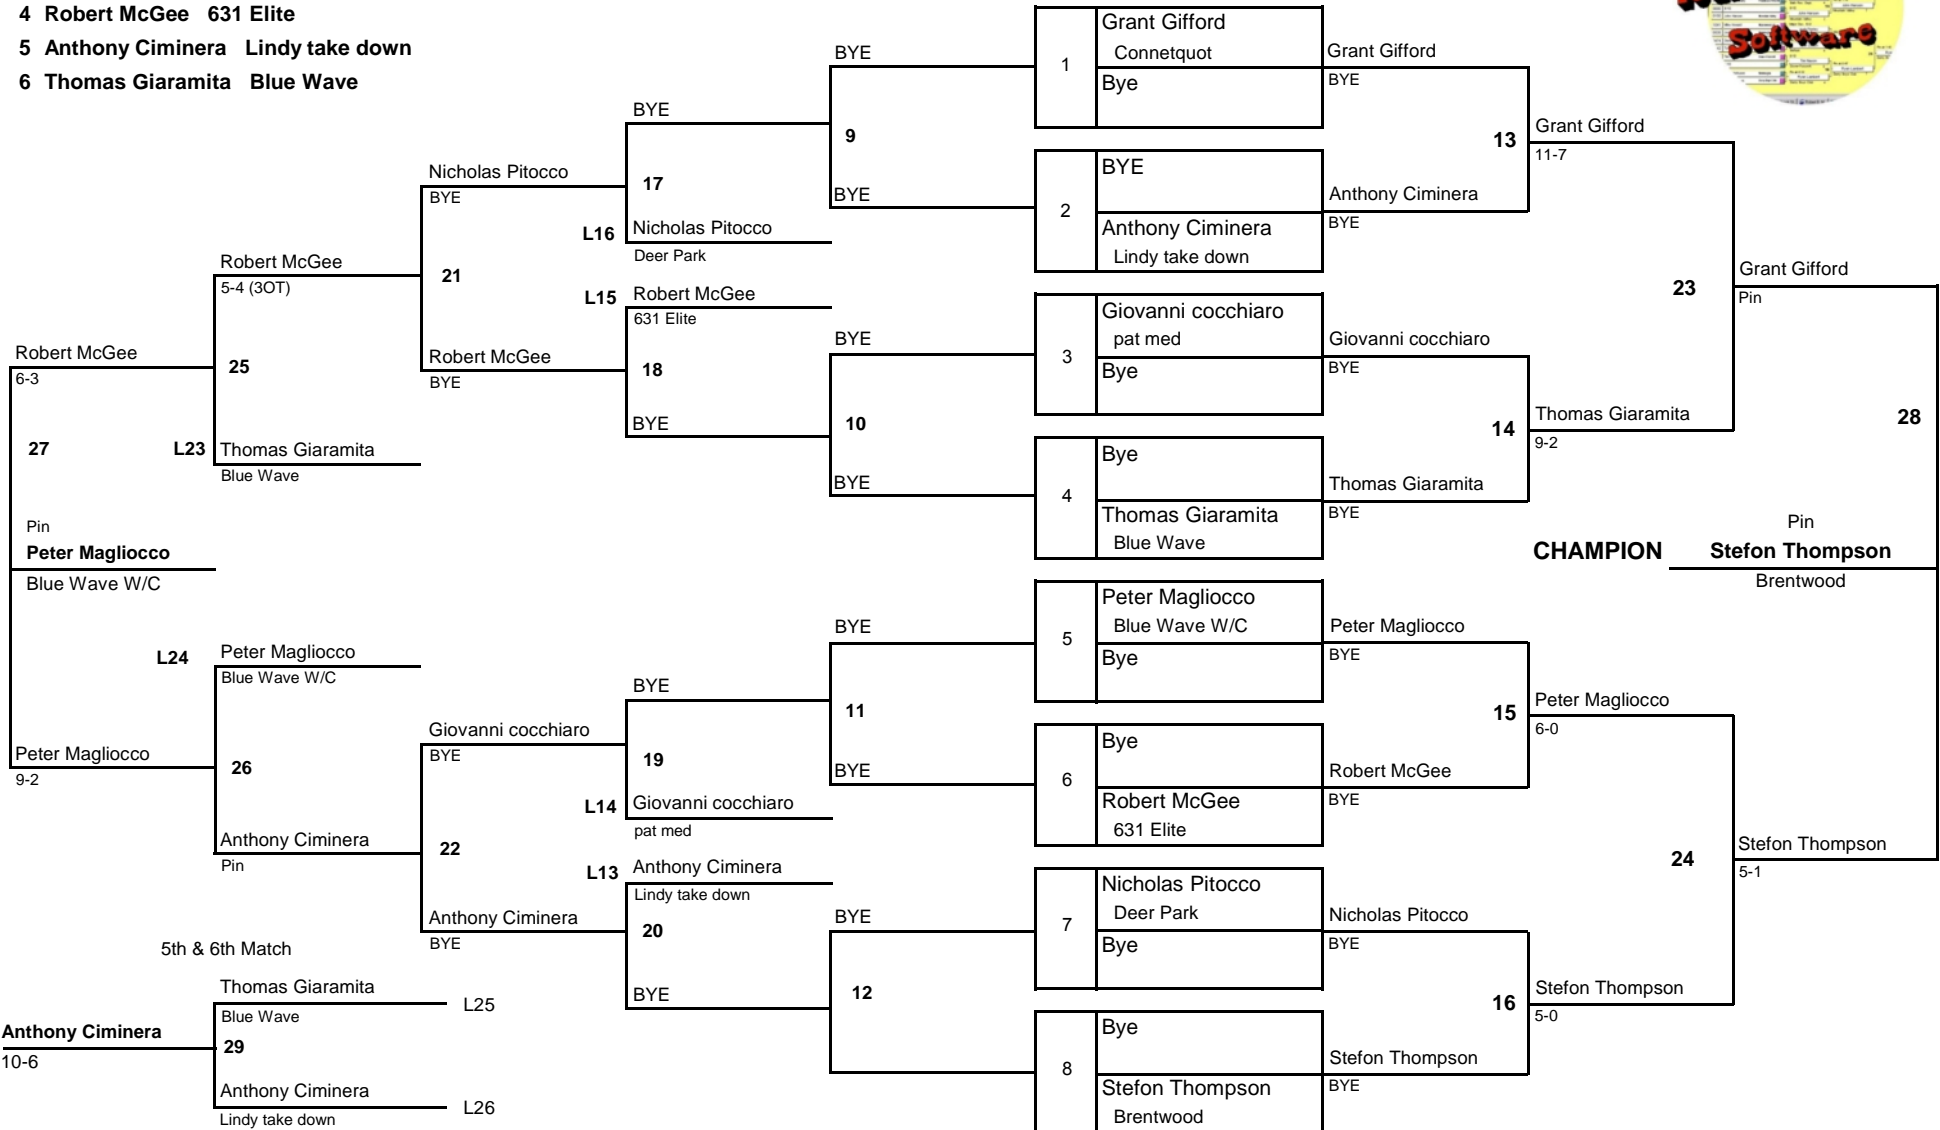 4 Robert McGee 631 Elite
5 Anthony Ciminera Lindy take down
6 Thomas Giaramita Blue Wave
Software
Robert McGee
6-3
27
Pin
Peter Magliocco
Blue Wave W/C
Peter Magliocco
9-2
5th & 6th Match
Anthony Ciminera
10-6
Robert McGee
5-4 (3OT)
25
L23 Thomas Giaramita
Blue Wave
L24 Peter Magliocco
Blue Wave W/C
26
Anthony Ciminera
Pin
Thomas Giaramita
L25
Blue Wave
29
Anthony Ciminera
L26
Lindy take down
Nicholas Pitocco
BYE
21
Robert McGee
BYE
Giovanni cocchiaro
BYE
22
Anthony Ciminera
BYE
BYE
17
L16 Nicholas Pitocco
Deer Park
L15 Robert McGee
631 Elite
18
BYE
BYE
19
L14 Giovanni cocchiaro
pat med
L13 Anthony Ciminera
Lindy take down
20
BYE
BYE
9
BYE
BYE
10
BYE
BYE
11
BYE
BYE
12
1
Grant Gifford
Connetquot
Bye
2
BYE
Anthony Ciminera
Lindy take down
3
Giovanni cocchiaro
pat med
Bye
4
Bye
Thomas Giaramita
Blue Wave
5
Peter Magliocco
Blue Wave W/C
Bye
6
Bye
Robert McGee
631 Elite
7
Nicholas Pitocco
Deer Park
Bye
8
Bye
Stefon Thompson
Brentwood
Grant Gifford
BYE
13
Anthony Ciminera
BYE
Giovanni cocchiaro
BYE
14
Thomas Giaramita
BYE
Peter Magliocco
BYE
15
Robert McGee
BYE
Nicholas Pitocco
BYE
16
Stefon Thompson
BYE
Grant Gifford
11-7
23
Thomas Giaramita
9-2
Peter Magliocco
6-0
24
Stefon Thompson
5-0
Grant Gifford
Pin
28
Pin
CHAMPION Stefon Thompson
Brentwood
Stefon Thompson
5-1